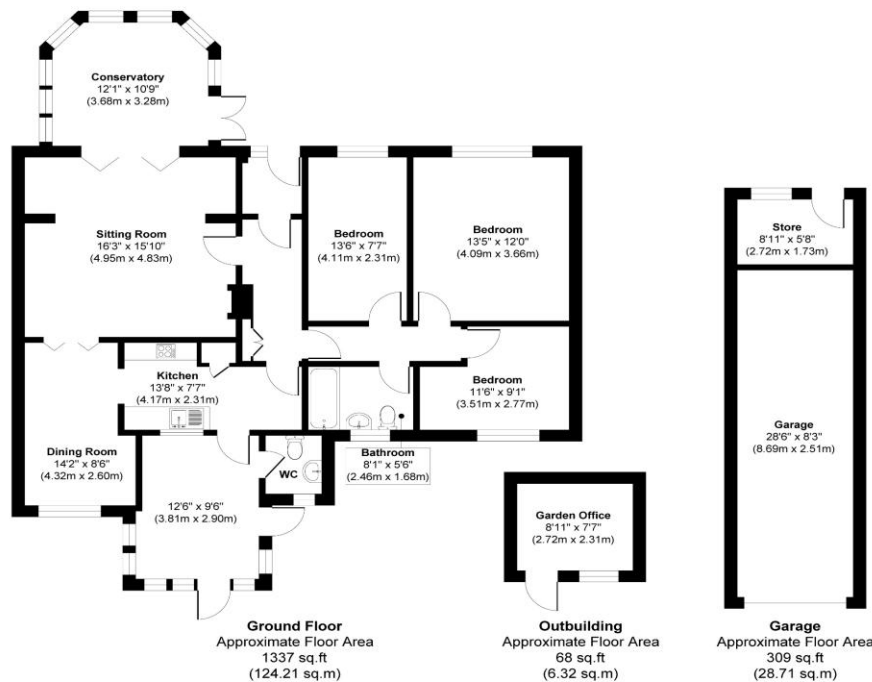 Conservatory
12'1" x 10'9"
(3.68m x 3.28m)
Sitting Room
16'3" x 15'10"
(4.95m x 4.83m)
Bedroom
13'6" x 7'7"
(4.11m x 2.31m)
Bedroom
13'5" x 12'0"
(4.09m x 3.66m)
Kitchen
13'8" x 7'7"
(4.17m x 2.31m)
Bedroom
11'6" x 9'1"
(3.51m x 2.77m)
Dining Room
14'2" x 8'6"
(4.32m x 2.60m)
WC
Bathroom
8'1" x 5'6"
(2.46m x 1.68m)
12'6" x 9'6"
(3.81m x 2.90m)
Ground Floor
Approximate Floor Area
1337 sq.ft
(124.21 sq.m)
Garden Office
8'11" x 7'7"
(2.72m x 2.31m)
Outbuilding
Approximate Floor Area
68 sq.ft
(6.32 sq.m)
Store
8'11" x 5'8"
(2.72m x 1.73m)
Garage
28'6" x 8'3"
(8.69m x 2.51m)
Garage
Approximate Floor Area
309 sq.ft
(28.71 sq.m)